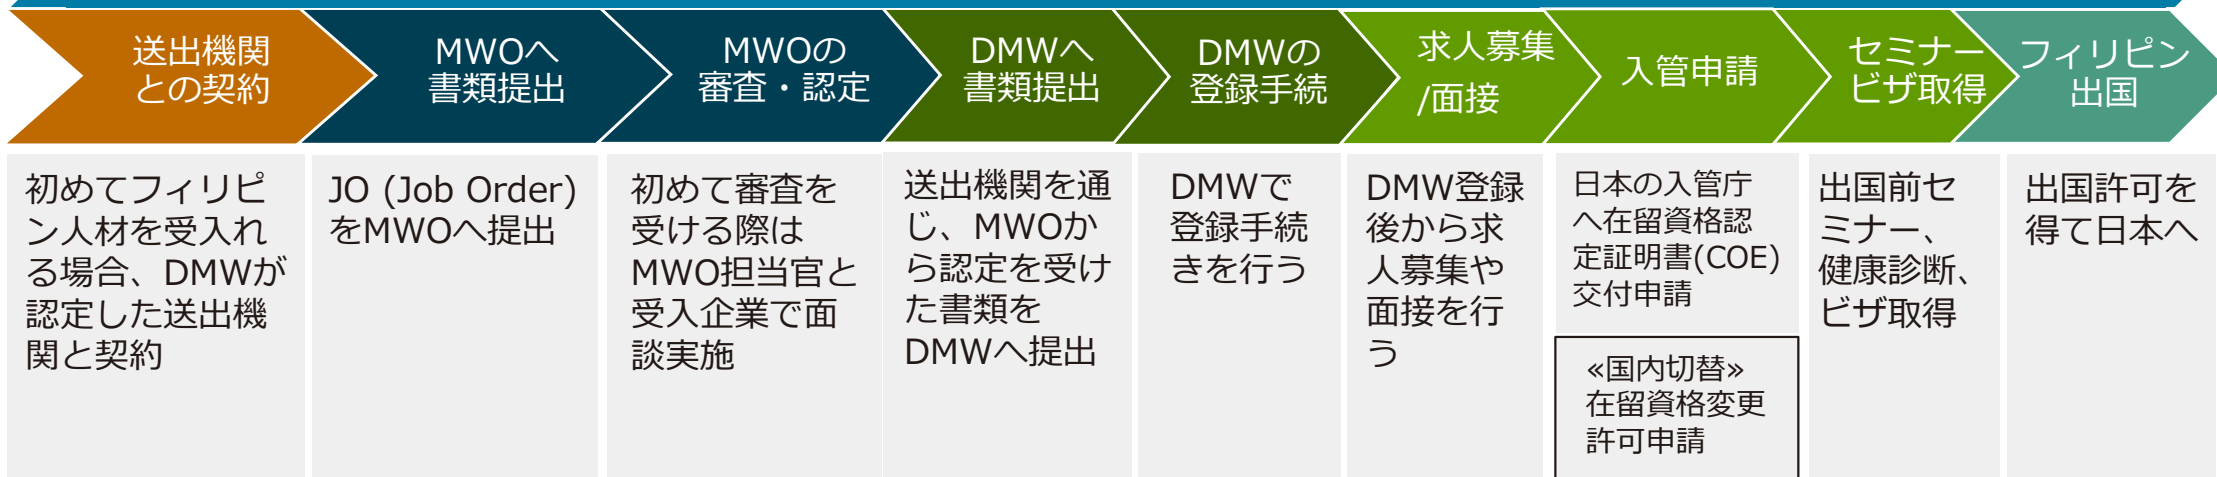 送出機関
との契約
MWOへ
書類提出
MWOの
審査・認定
DMWへ
書類提出
DMWの
登録手続
求人募集
/面接
入管申請
セミナー
ビザ取得
フィリピン
出国
初めてフィリピ
ン人材を受入れ
る場合、DMWが
認定した送出機
関と契約
JO (Job Order)
をMWOへ提出
初めて審査を
受ける際は
MWO担当官と
受入企業で面
談実施
送出機関を通
じ、MWOか
ら認定を受け
た書類を
DMWへ提出
DMWで
登録手続
きを行う
DMW登録
後から求
人募集や
面接を行
う
日本の入管庁
へ在留資格認
定証明書(COE)
交付申請
«国内切替»
在留資格変更
許可申請
出国前セ
ミナー、
健康診断、
ビザ取得
出国許可を
得て日本へ